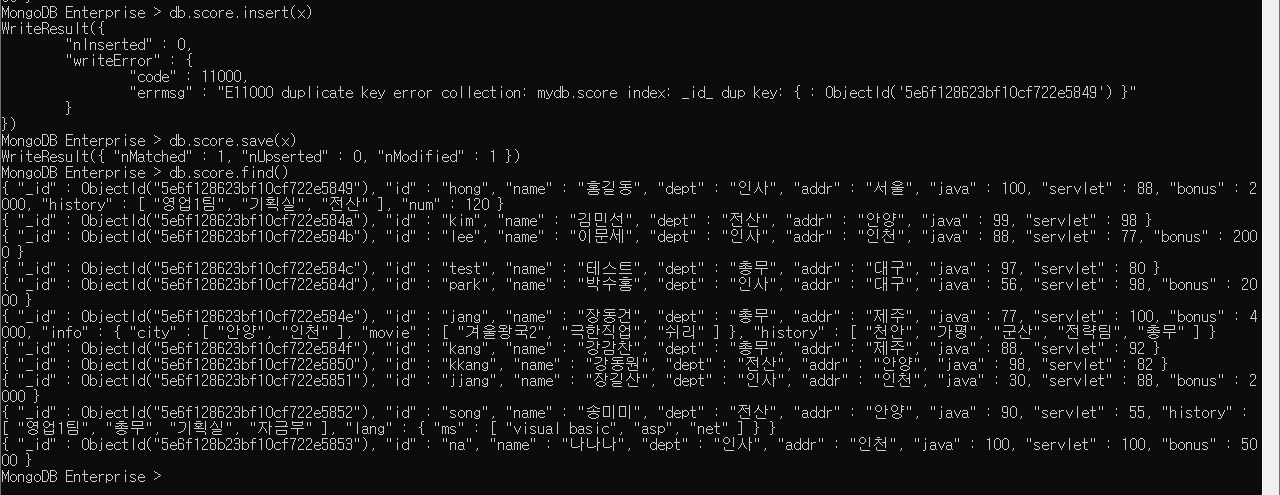 MongoDB Enterprise > db.score.insert(x)
WriteResult({
        "nInserted" : 0,
        "writeError" : {
                "code" : 11000,
                "errmsg" : "E11000 duplicate key error collection: mydb.score index: _id_ dup key: { : ObjectId('5e6f128623bf10cf722e5849') }"
        }
})
MongoDB Enterprise > db.score.save(x)
WriteResult({ "nMatched" : 1, "nUpserted" : 0, "nModified" : 1 })
MongoDB Enterprise > db.score.find()
{ "_id" : ObjectId("5e6f128623bf10cf722e5849"), "id" : "hong", "name" : "홍길동", "dept" : "인사", "addr" : "서울", "java" : 100, "servlet" : 88, "bonus" : 2
000, "history" : [ "영업1팀", "기획실", "전산" ], "num" : 120 }
{ "_id" : ObjectId("5e6f128623bf10cf722e584a"), "id" : "kim", "name" : "김민선", "dept" : "전산", "addr" : "안양", "java" : 99, "servlet" : 98 }
{ "_id" : ObjectId("5e6f128623bf10cf722e584b"), "id" : "lee", "name" : "이문세", "dept" : "인사", "addr" : "인천", "java" : 88, "servlet" : 77, "bonus" : 200
0 }
{ "_id" : ObjectId("5e6f128623bf10cf722e584c"), "id" : "test", "name" : "테스트", "dept" : "총무", "addr" : "대구", "java" : 97, "servlet" : 80 }
{ "_id" : ObjectId("5e6f128623bf10cf722e584d"), "id" : "park", "name" : "박수홍", "dept" : "인사", "addr" : "대구", "java" : 56, "servlet" : 98, "bonus" : 20
00 }
{ "_id" : ObjectId("5e6f128623bf10cf722e584e"), "id" : "jang", "name" : "장동건", "dept" : "총무", "addr" : "제주", "java" : 77, "servlet" : 100, "bonus" : 4
000, "info" : { "city" : [ "안양", "인천" ], "movie" : [ "겨울왕국2", "극한직업", "쉬리" ] }, "history" : [ "천안", "가평", "군산", "전략팀", "총무" ] }
{ "_id" : ObjectId("5e6f128623bf10cf722e584f"), "id" : "kang", "name" : "강감찬", "dept" : "총무", "addr" : "제주", "java" : 88, "servlet" : 92 }
{ "_id" : ObjectId("5e6f128623bf10cf722e5850"), "id" : "kkang", "name" : "강동원", "dept" : "전산", "addr" : "안양", "java" : 98, "servlet" : 82 }
{ "_id" : ObjectId("5e6f128623bf10cf722e5851"), "id" : "jjang", "name" : "장길산", "dept" : "인사", "addr" : "인천", "java" : 30, "servlet" : 88, "bonus" : 2
000 }
{ "_id" : ObjectId("5e6f128623bf10cf722e5852"), "id" : "song", "name" : "송미미", "dept" : "전산", "addr" : "안양", "java" : 90, "servlet" : 55, "history" :
[ "영업1팀", "총무", "기획실", "자금부" ], "lang" : { "ms" : [ "visual basic", "asp", "net" ] } }
{ "_id" : ObjectId("5e6f128b23bf10cf722e5853"), "id" : "na", "name" : "나나나", "dept" : "인사", "addr" : "인천", "java" : 100, "servlet" : 100, "bonus" : 50
00 }
MongoDB Enterprise >